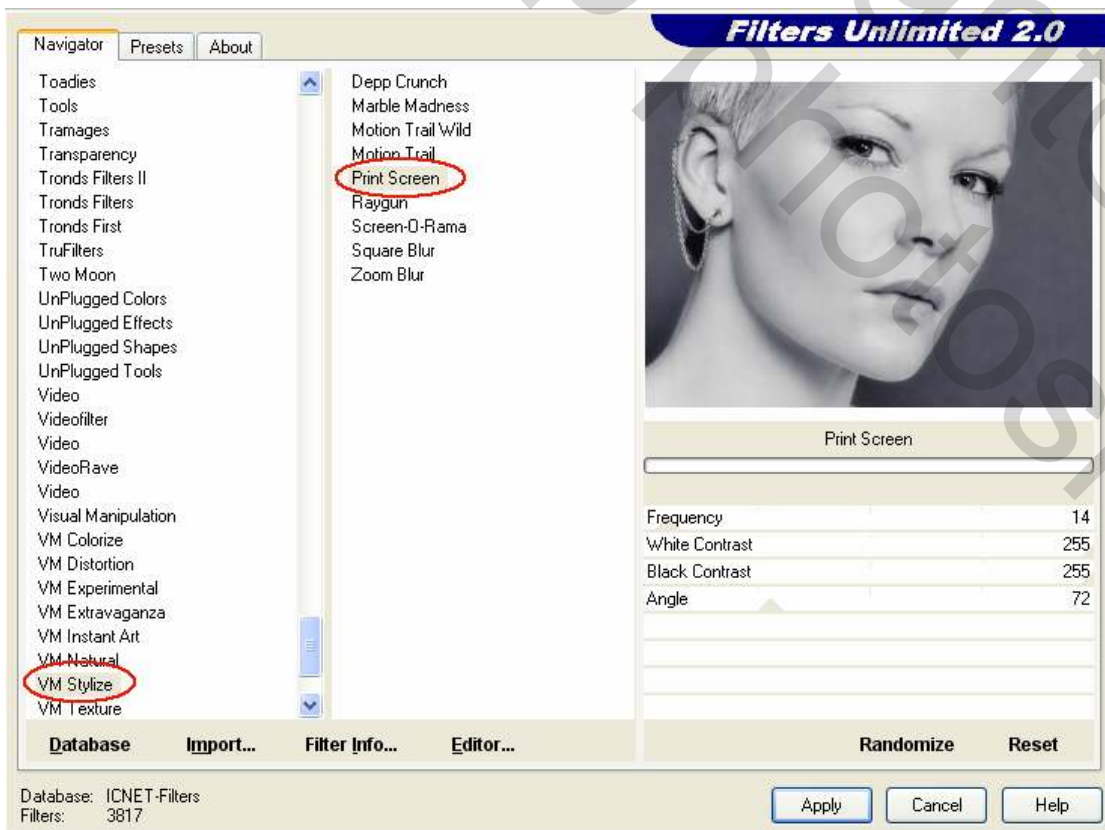 Filters Unlimited 2.0
Navigator Presets About
Toadies
Tools
Tramages
Transparency
Tronds Filters II
Tronds Filters
Tronds First
TruFilters
Two Moon
UnPlugged Colors
UnPlugged Effects
UnPlugged Shapes
UnPlugged Tools
Video
Videofilter
Video
VideoRave
Video
Visual Manipulation
VM Colorize
VM Distortion
VM Experimental
VM Extravaganza
VM Instant Art
VM Natural
VM Stylize
VM Texture
Depp Crunch
Marble Madness
Motion Trail Wild
Motion Trail
Print Screen
Raygun
Screen-O-Rama
Square Blur
Zoom Blur
Print Screen
Frequency 14
White Contrast 255
Black Contrast 255
Angle 72
Database Import... Filter Info... Editor...
Randomize Reset
Database: ICNET-Filters
Filters: 3817
Apply Cancel Help